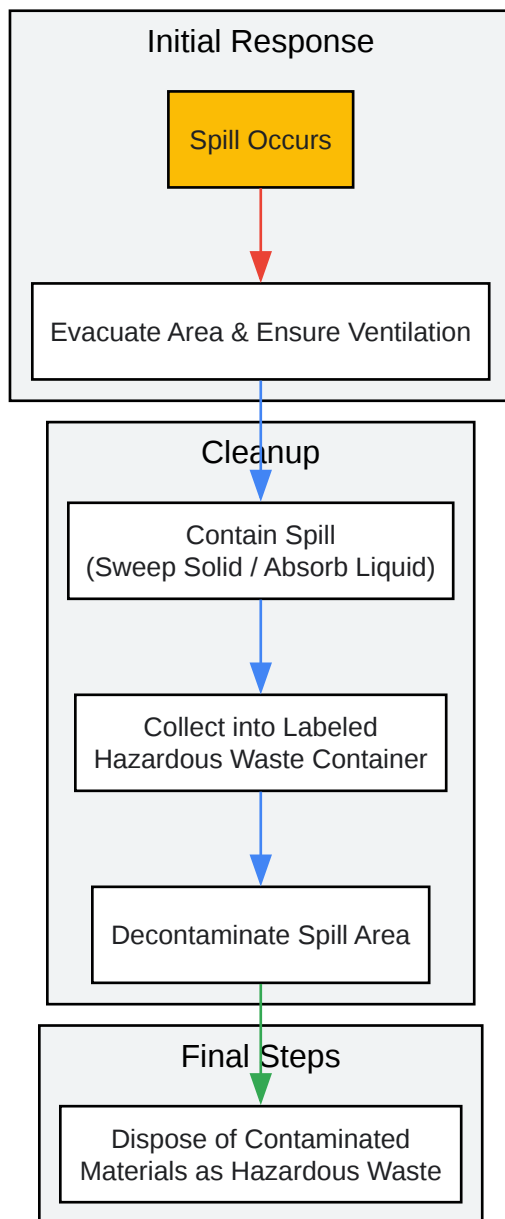 Initial Response
Spill Occurs
Evacuate Area & Ensure Ventilation
Cleanup
Contain Spill
(Sweep Solid / Absorb Liquid)
Collect into Labeled
Hazardous Waste Container
Decontaminate Spill Area
Final Steps
Dispose of Contaminated
Materials as Hazardous Waste